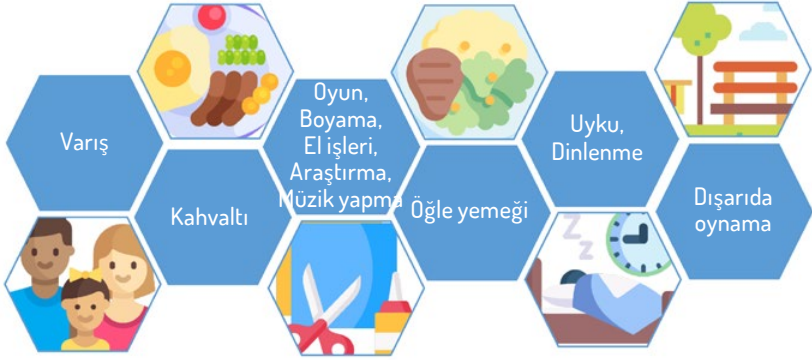 Varış
Kahvaltı
Oyun,
Boyama,
El işleri,
Araştırma,
Müzik yapma
Öğle yemeği
Uyku,
Dinlenme
Dışarıda
oynama